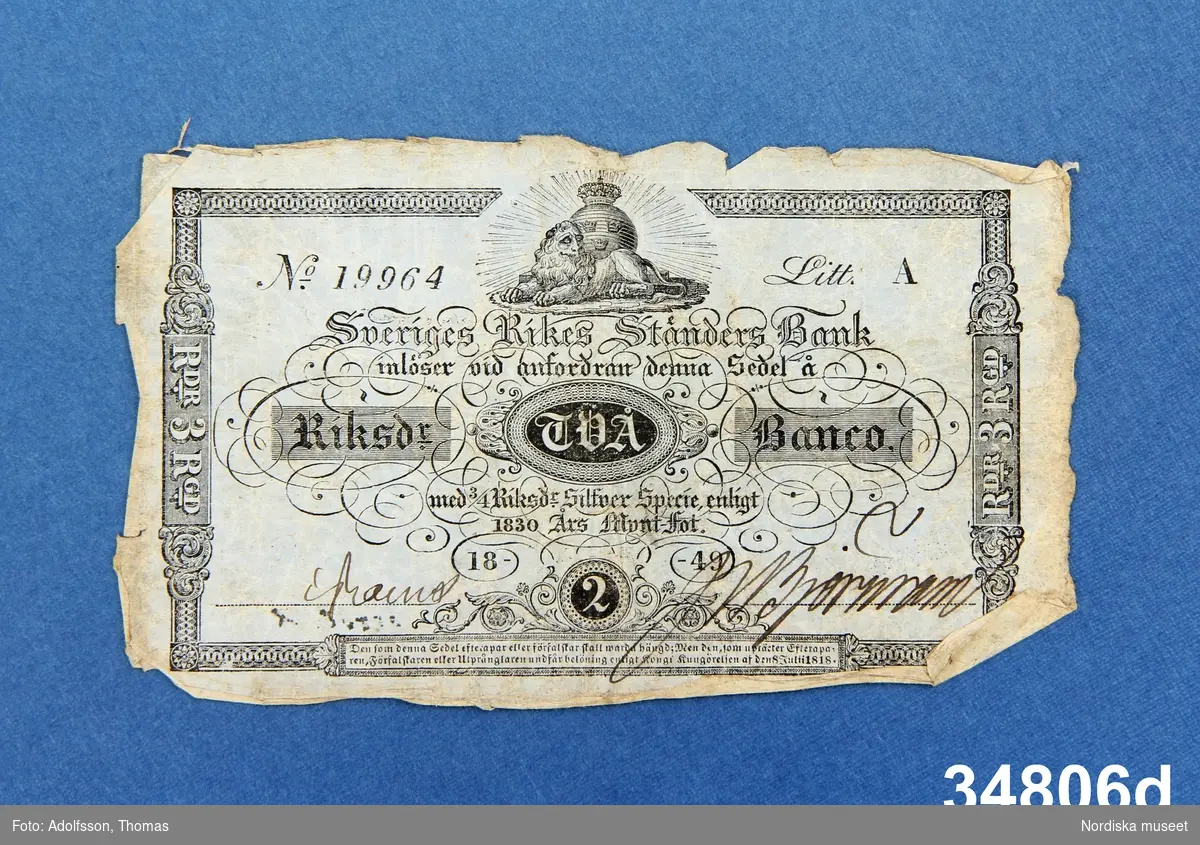 No. 19964 Litt. A
Sveriges Rikes Ständers Bank
inlöser vid anfordran denna Sedel å
Riksdr TVÅ Banco.
med 3/4 Riksdr Silfver Specie, enligt
1830 Års Mynt-Fot.
18- -49
2
Björnram
Den som denna Sedel efterapar eller förfalskar skall warda hängd; Men den, som uptäcker Efterapa-
ren, Förfalskaren eller Utprånglaren undfår belöning enligt Kongl Kungörelsen af den 8 Julii 1818.
RDR 3 RGD
RDR 3 RGD
34806d
Foto: Adolfsson, Thomas Nordiska museet